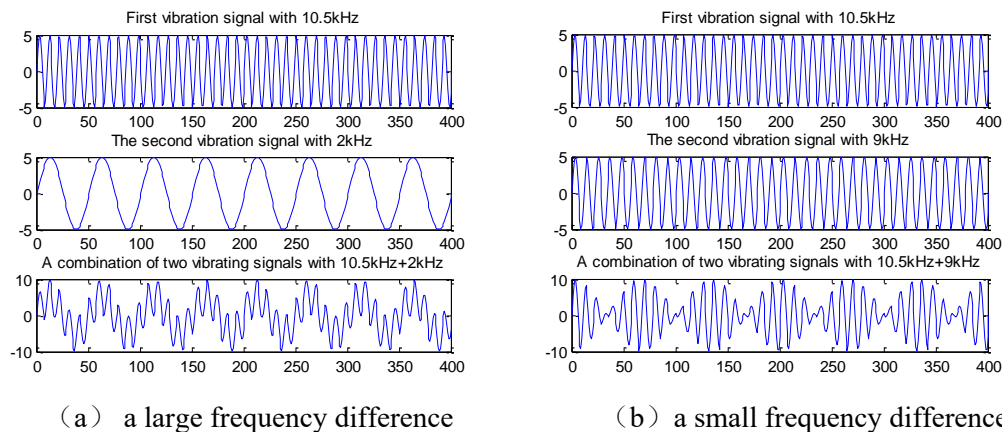 First vibration signal with 10.5kHz
5
0
-5
0 50 100 150 200 250 300 350 400
The second vibration signal with 2kHz
5
0
-5
0 50 100 150 200 250 300 350 400
A combination of two vibrating signals with 10.5kHz+2kHz
10
0
-10
0 50 100 150 200 250 300 350 400
（a） a large frequency difference
First vibration signal with 10.5kHz
5
0
-5
0 50 100 150 200 250 300 350 400
The second vibration signal with 9kHz
5
0
5
0 50 100 150 200 250 300 350 400
A combination of two vibrating signals with 10.5kHz+9kHz
10
0
-10
0 50 100 150 200 250 300 350 400
（b） a small frequency difference